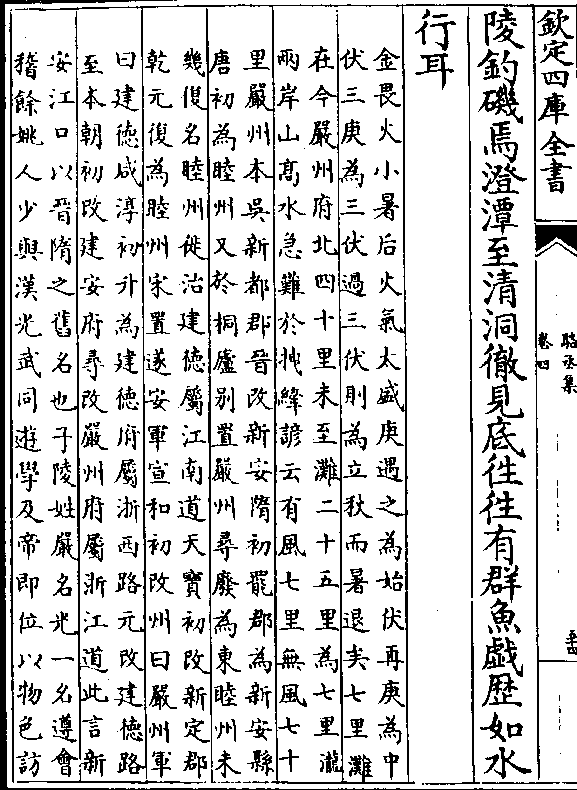 欽定四庫全書
卷四
陵釣磯焉澄潭至清洞徹見底徃徃有群魚戯歴如水
行耳
金畏火小暑后火氣太盛庚遇之為始伏再庚為中
伏三庚為三伏過三伏則為立秋而暑退矣七里灘
在今嚴州府北四十里未至灘二十五里為七里瀧
兩岸山髙水急難於拽縴諺云有風七里無風七十
里嚴州本吳新都郡晉改新安隋初罷郡為新安縣
唐初為睦州又於桐廬别置嚴州尋廢為東睦州未
幾復名睦州徙治建德屬江南道天寶初改新定郡
乾元復為睦州宋置遂安軍宣和初改州曰嚴州軍
曰建德咸淳初升為建德府屬浙西路元改建德路
至本朝初改建安府尋改嚴州府屬浙江道此言新
安江口以晉隋之舊名也子陵姓嚴名光一名遵會
稽餘姚人少與漢光武同遊學及帝即位以物色訪